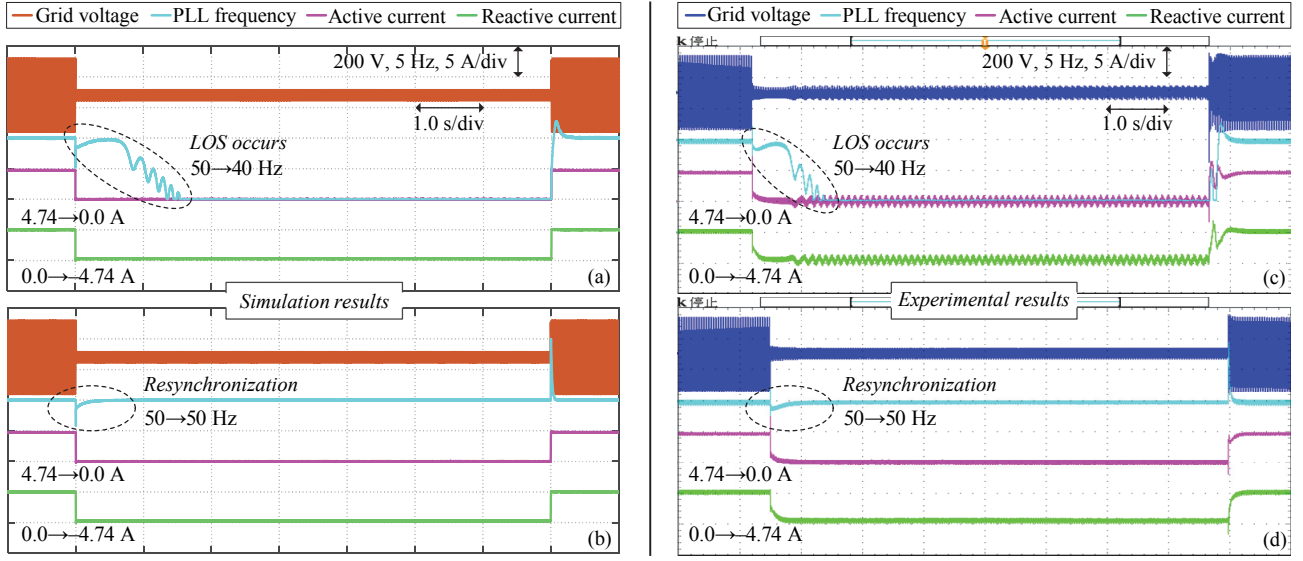 Grid voltage PLL frequency Active current Reactive current
200 V, 5 Hz, 5 A/div
1.0 s/div
LOS occurs
50→40 Hz
4.74→0.0 A
0.0→–4.74 A
(a)
Simulation results
Resynchronization
50→50 Hz
4.74→0.0 A
0.0→–4.74 A
(b)
Grid voltage PLL frequency Active current Reactive current
k 停止
200 V, 5 Hz, 5 A/div
1.0 s/div
LOS occurs
50→40 Hz
4.74→0.0 A
0.0→–4.74 A
(c)
k 停止
Experimental results
Resynchronization
50→50 Hz
4.74→0.0 A
0.0→–4.74 A
(d)